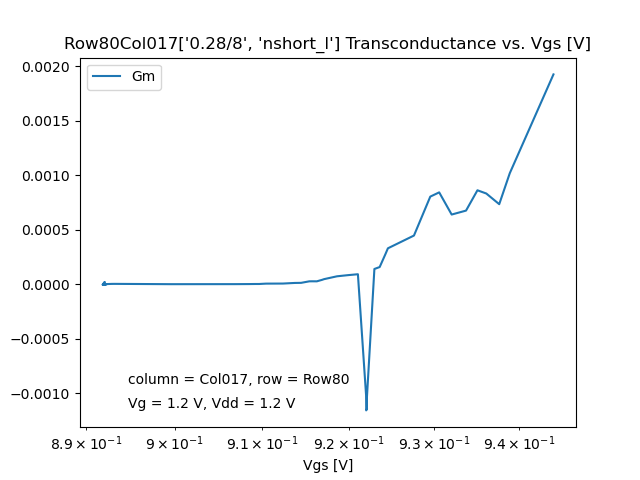 Row80Col017['0.28/8', 'nshort_l'] Transconductance vs. Vgs [V]
Gm
0.0020
0.0015
0.0010
0.0005
0.0000
−0.0005
−0.0010
column = Col017, row = Row80
Vg = 1.2 V, Vdd = 1.2 V
8.9 × 10⁻¹ 9 × 10⁻¹ 9.1 × 10⁻¹ 9.2 × 10⁻¹ 9.3 × 10⁻¹ 9.4 × 10⁻¹
Vgs [V]